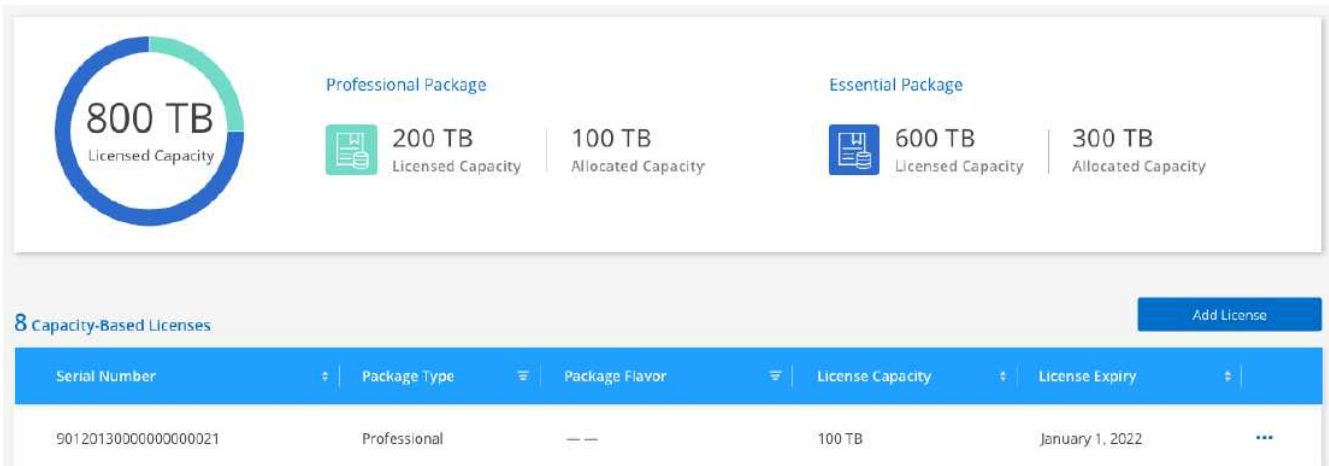 800 TB
Licensed Capacity
Professional Package
200 TB
Licensed Capacity
100 TB
Allocated Capacity
Essential Package
600 TB
Licensed Capacity
300 TB
Allocated Capacity
8 Capacity-Based Licenses
Add License
Serial Number Package Type Package Flavor License Capacity License Expiry
90120130000000000021 Professional — — 100 TB January 1, 2022 •••